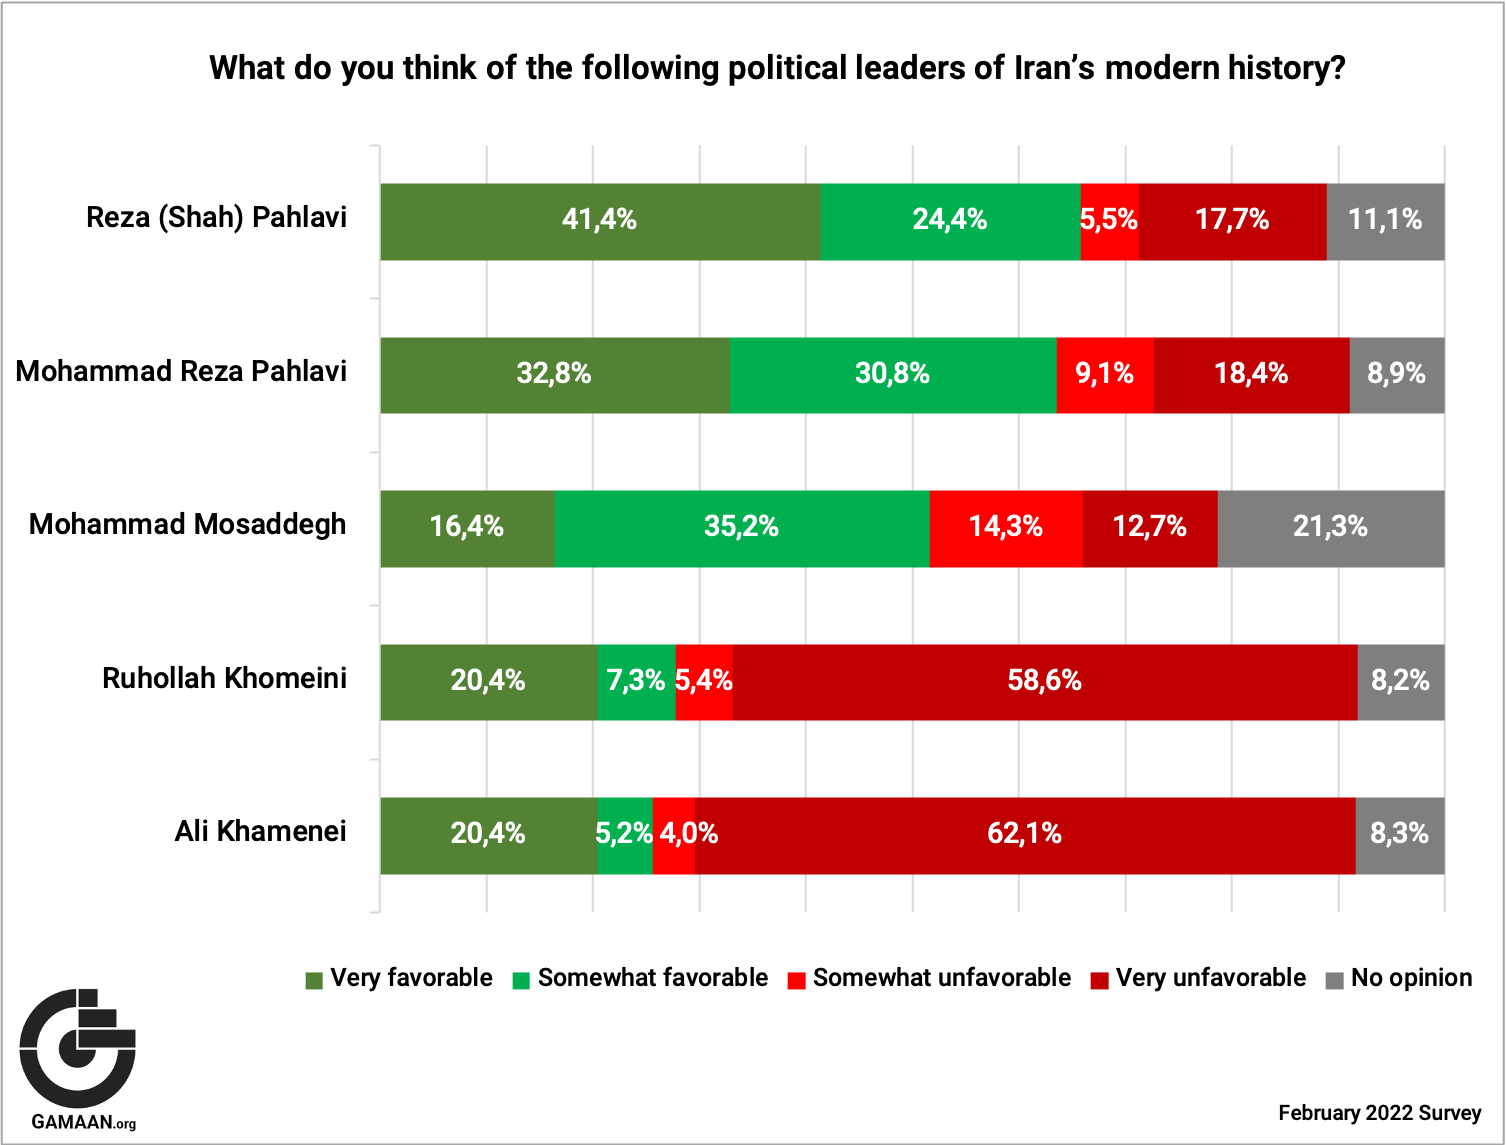 What do you think of the following political leaders of Iran’s modern history?
Reza (Shah) Pahlavi 41,4% 24,4% 5,5% 17,7% 11,1%
Mohammad Reza Pahlavi 32,8% 30,8% 9,1% 18,4% 8,9%
Mohammad Mosaddegh 16,4% 35,2% 14,3% 12,7% 21,3%
Ruhollah Khomeini 20,4% 7,3% 5,4% 58,6% 8,2%
Ali Khamenei 20,4% 5,2% 4,0% 62,1% 8,3%
Very favorable Somewhat favorable Somewhat unfavorable Very unfavorable No opinion
GAMAAN.org
February 2022 Survey